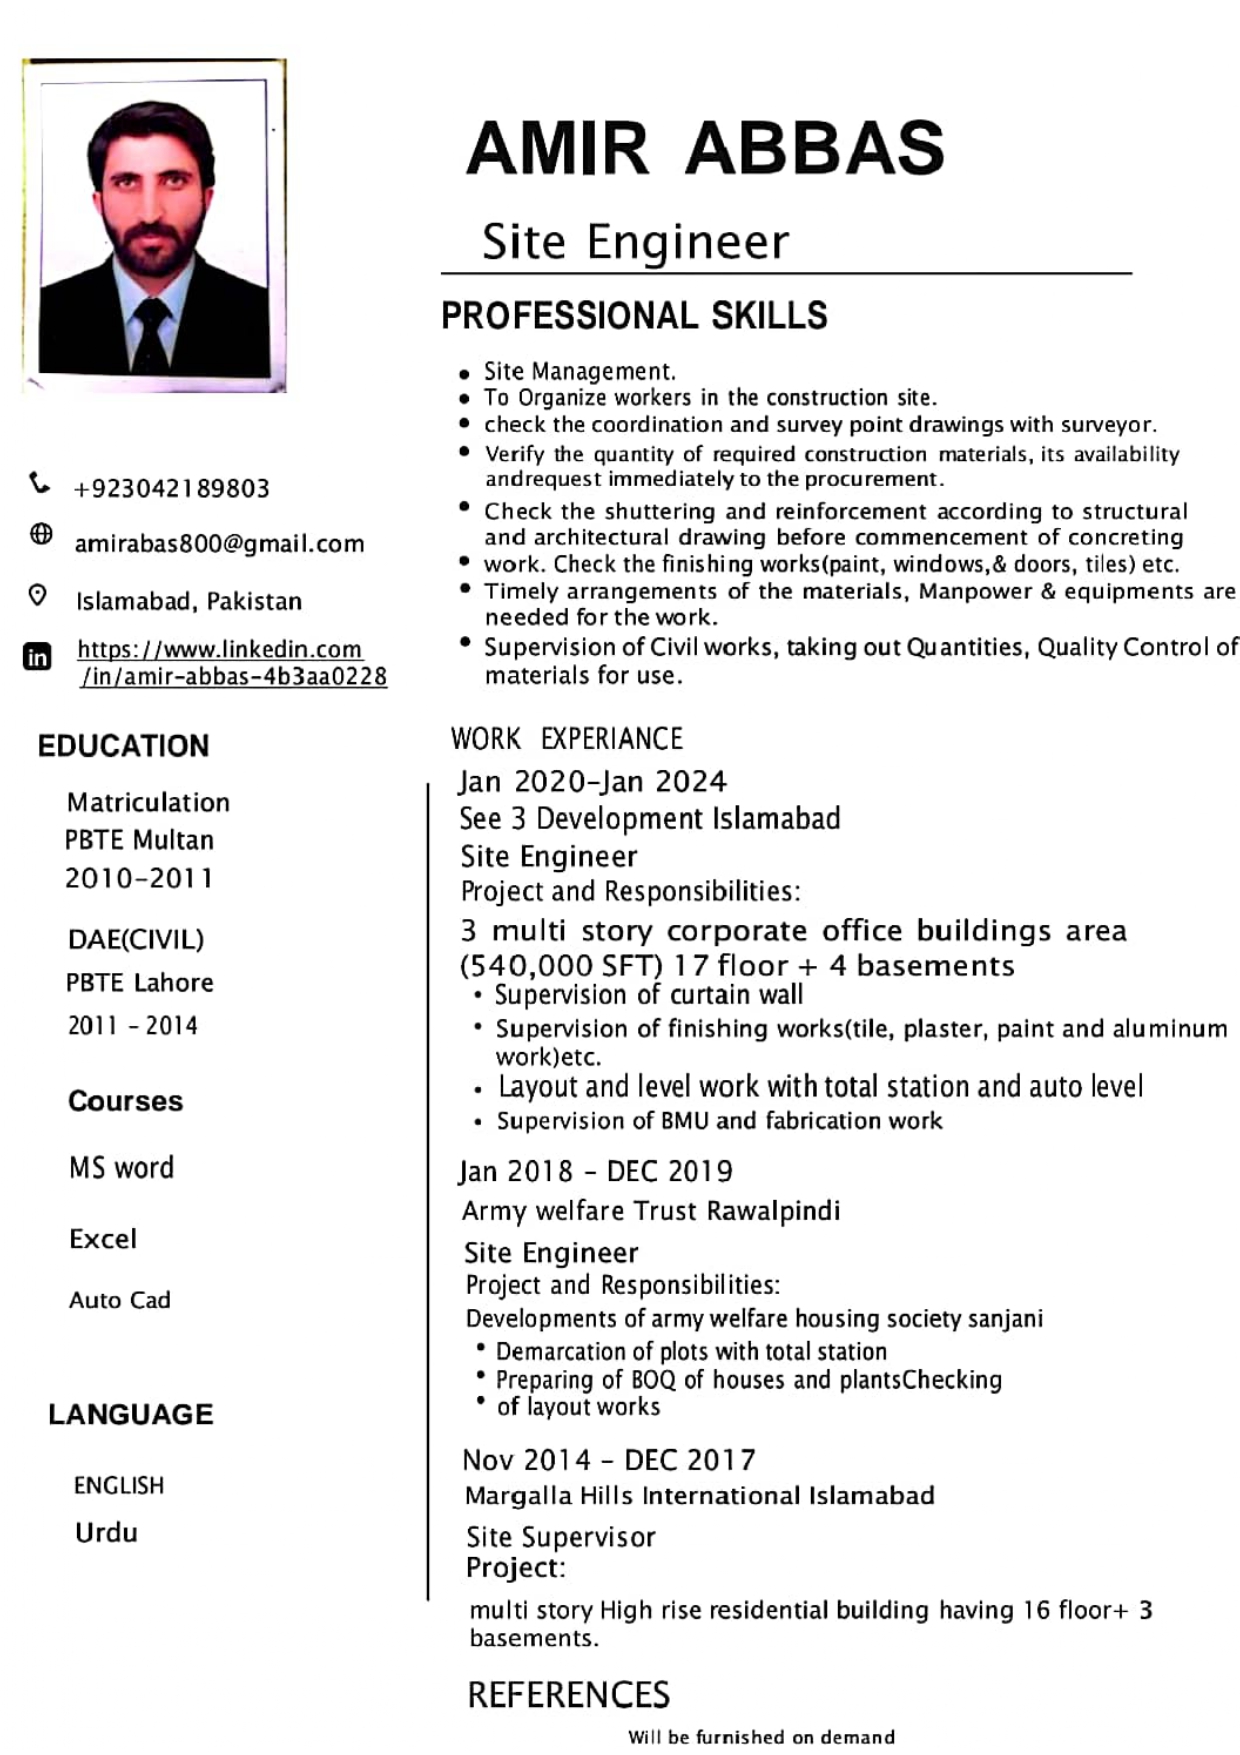 AMIR ABBAS
Site Engineer
+923042189803
amirabas800@gmail.com
Islamabad, Pakistan
in
https://www.linkedin.com
/in/amir-abbas-4b3aa0228
EDUCATION
Matriculation
PBTE Multan
2010-2011
DAE(CIVIL)
PBTE Lahore
2011 - 2014
Courses
MS word
Excel
Auto Cad
LANGUAGE
ENGLISH
Urdu
PROFESSIONAL SKILLS
• Site Management.
• To Organize workers in the construction site.
• check the coordination and survey point drawings with surveyor.
• Verify the quantity of required construction materials, its availability
andrequest immediately to the procurement.
• Check the shuttering and reinforcement according to structural
and architectural drawing before commencement of concreting
• work. Check the finishing works(paint, windows,& doors, tiles) etc.
• Timely arrangements of the materials, Manpower & equipments are
needed for the work.
• Supervision of Civil works, taking out Quantities, Quality Control of
materials for use.
WORK EXPERIANCE
Jan 2020-Jan 2024
See 3 Development Islamabad
Site Engineer
Project and Responsibilities:
3 multi story corporate office buildings area
(540,000 SFT) 17 floor + 4 basements
• Supervision of curtain wall
• Supervision of finishing works(tile, plaster, paint and aluminum
work)etc.
• Layout and level work with total station and auto level
• Supervision of BMU and fabrication work
Jan 2018 - DEC 2019
Army welfare Trust Rawalpindi
Site Engineer
Project and Responsibilities:
Developments of army welfare housing society sanjani
• Demarcation of plots with total station
• Preparing of BOQ of houses and plantsChecking
• of layout works
Nov 2014 - DEC 2017
Margalla Hills International Islamabad
Site Supervisor
Project:
multi story High rise residential building having 16 floor+ 3
basements.
REFERENCES
Will be furnished on demand